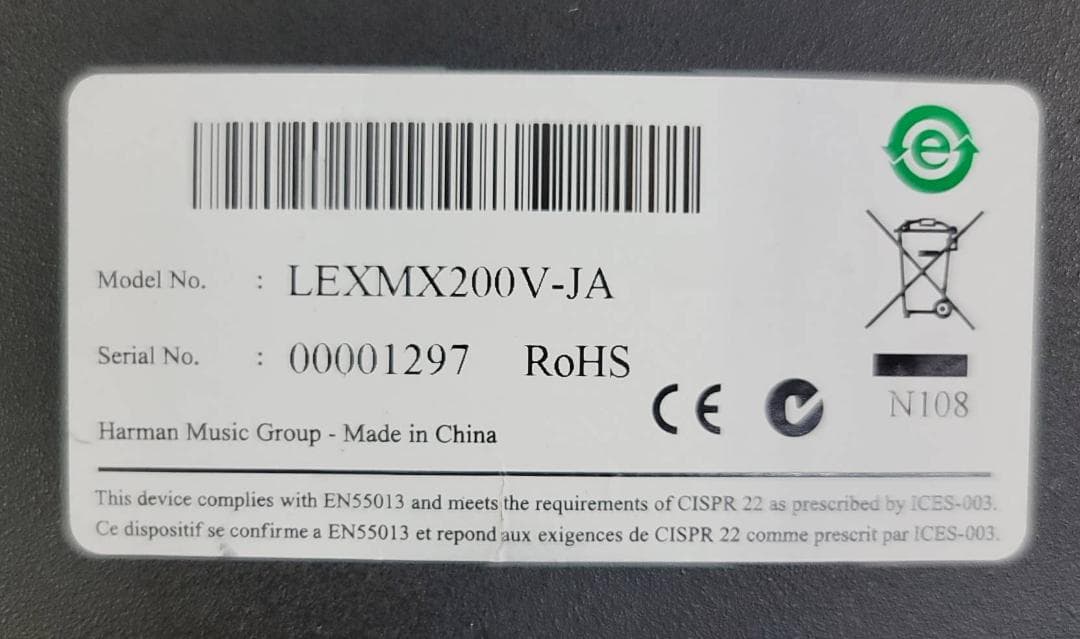 e
Model No. : LEXMX200V-JA
Serial No. : 00001297 RoHS
CE
N108
Harman Music Group - Made in China
This device complies with EN55013 and meets the requirements of CISPR 22 as prescribed by ICES-003.
Ce dispositif se confirme a EN55013 et repond aux exigences de CISPR 22 comme prescrit par ICES-003.